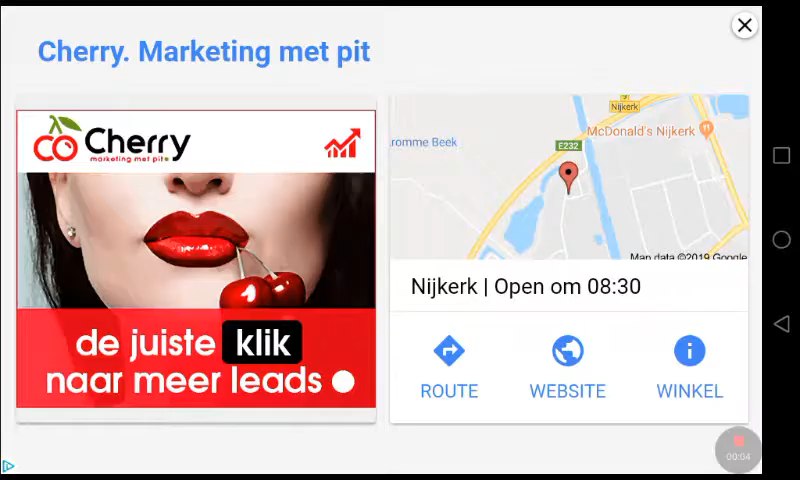 Cherry. Marketing met pit
Cherry
marketing met pit
de juiste klik
naar meer leads
Nijkerk
McDonald's Nijkerk
romme Beek
E232
Map data ©2019 Google
Nijkerk | Open om 08:30
ROUTE
WEBSITE
WINKEL
00:04